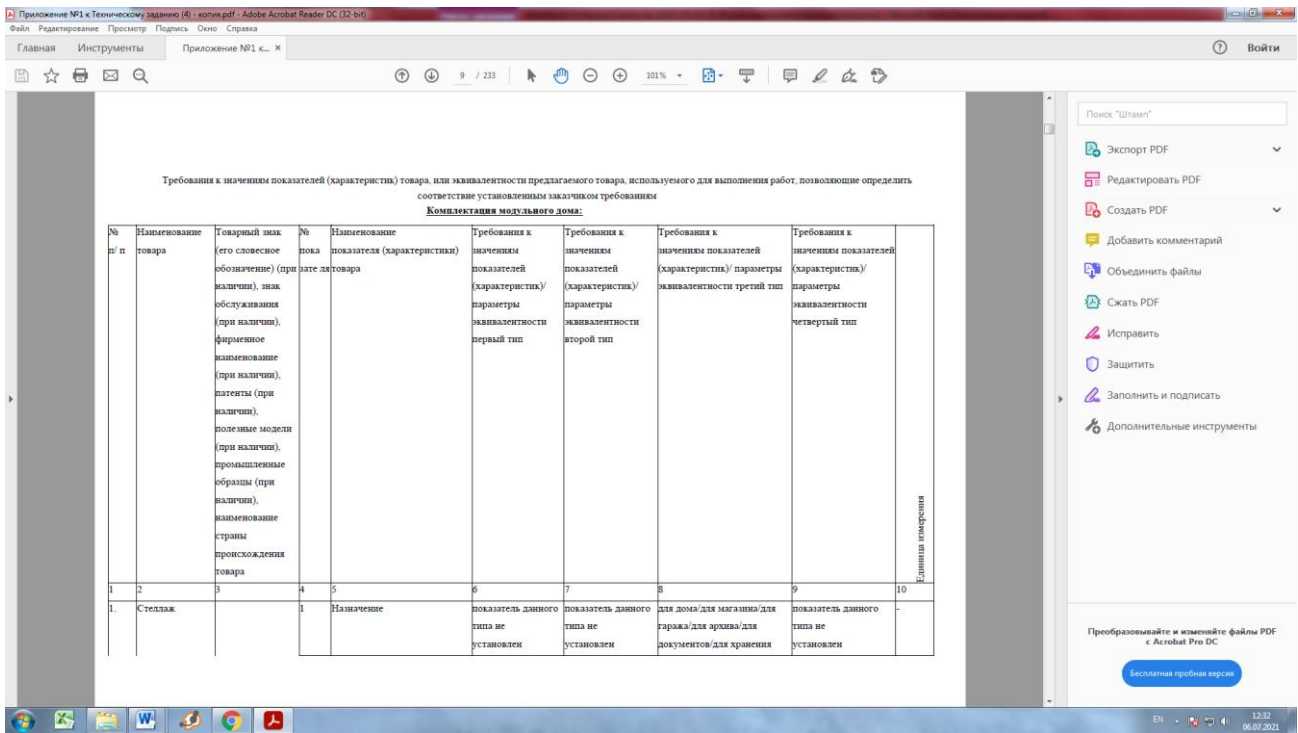 Приложение №1 к Техническому заданию (4) - копия.pdf - Adobe Acrobat Reader DC (32-bit)
Файл Редактирование Просмотр Подпись Окно Справка
Главная Инструменты Приложение №1 к... × Войти
9 / 233 101%
Требования к значениям показателей (характеристик) товара, или эквивалентности предлагаемого товара, используемого для выполнения работ, позволяющие определить
соответствие установленным заказчиком требованиям
Комплектация модульного дома:
№ Наименование Товарный знак № Наименование Требования к Требования к Требования к Требования к
п/ п товара (его словесное пока показателя (характеристики) значениям значениям значениям показателей значениям показателей
обозначение) (при зате ля товара показателей показателей (характеристик)/ параметры (характеристик)/
наличии), знак (характеристик)/ (характеристик)/ эквивалентности третий тип параметры
обслуживания параметры параметры эквивалентности
(при наличии), эквивалентности эквивалентности четвертый тип
фирменное первый тип второй тип
наименование
(при наличии),
патенты (при
наличии),
полезные модели
(при наличии),
промышленные
образцы (при
наличии),
наименование
страны
происхождения
товара
Единица измерения
1 2 3 4 5 6 7 8 9 10
1. Стеллаж 1 Назначение показатель данного показатель данного для дома/для магазина/для показатель данного -
типа не типа не гаража/для архива/для типа не
установлен установлен документов/для хранения установлен
Поиск "Штамп"
Экспорт PDF
Редактировать PDF
Создать PDF
Добавить комментарий
Объединить файлы
Сжать PDF
Исправить
Защитить
Заполнить и подписать
Дополнительные инструменты
Преобразовывайте и изменяйте файлы PDF
с Acrobat Pro DC
Бесплатная пробная версия
EN 12:32
06.07.2021